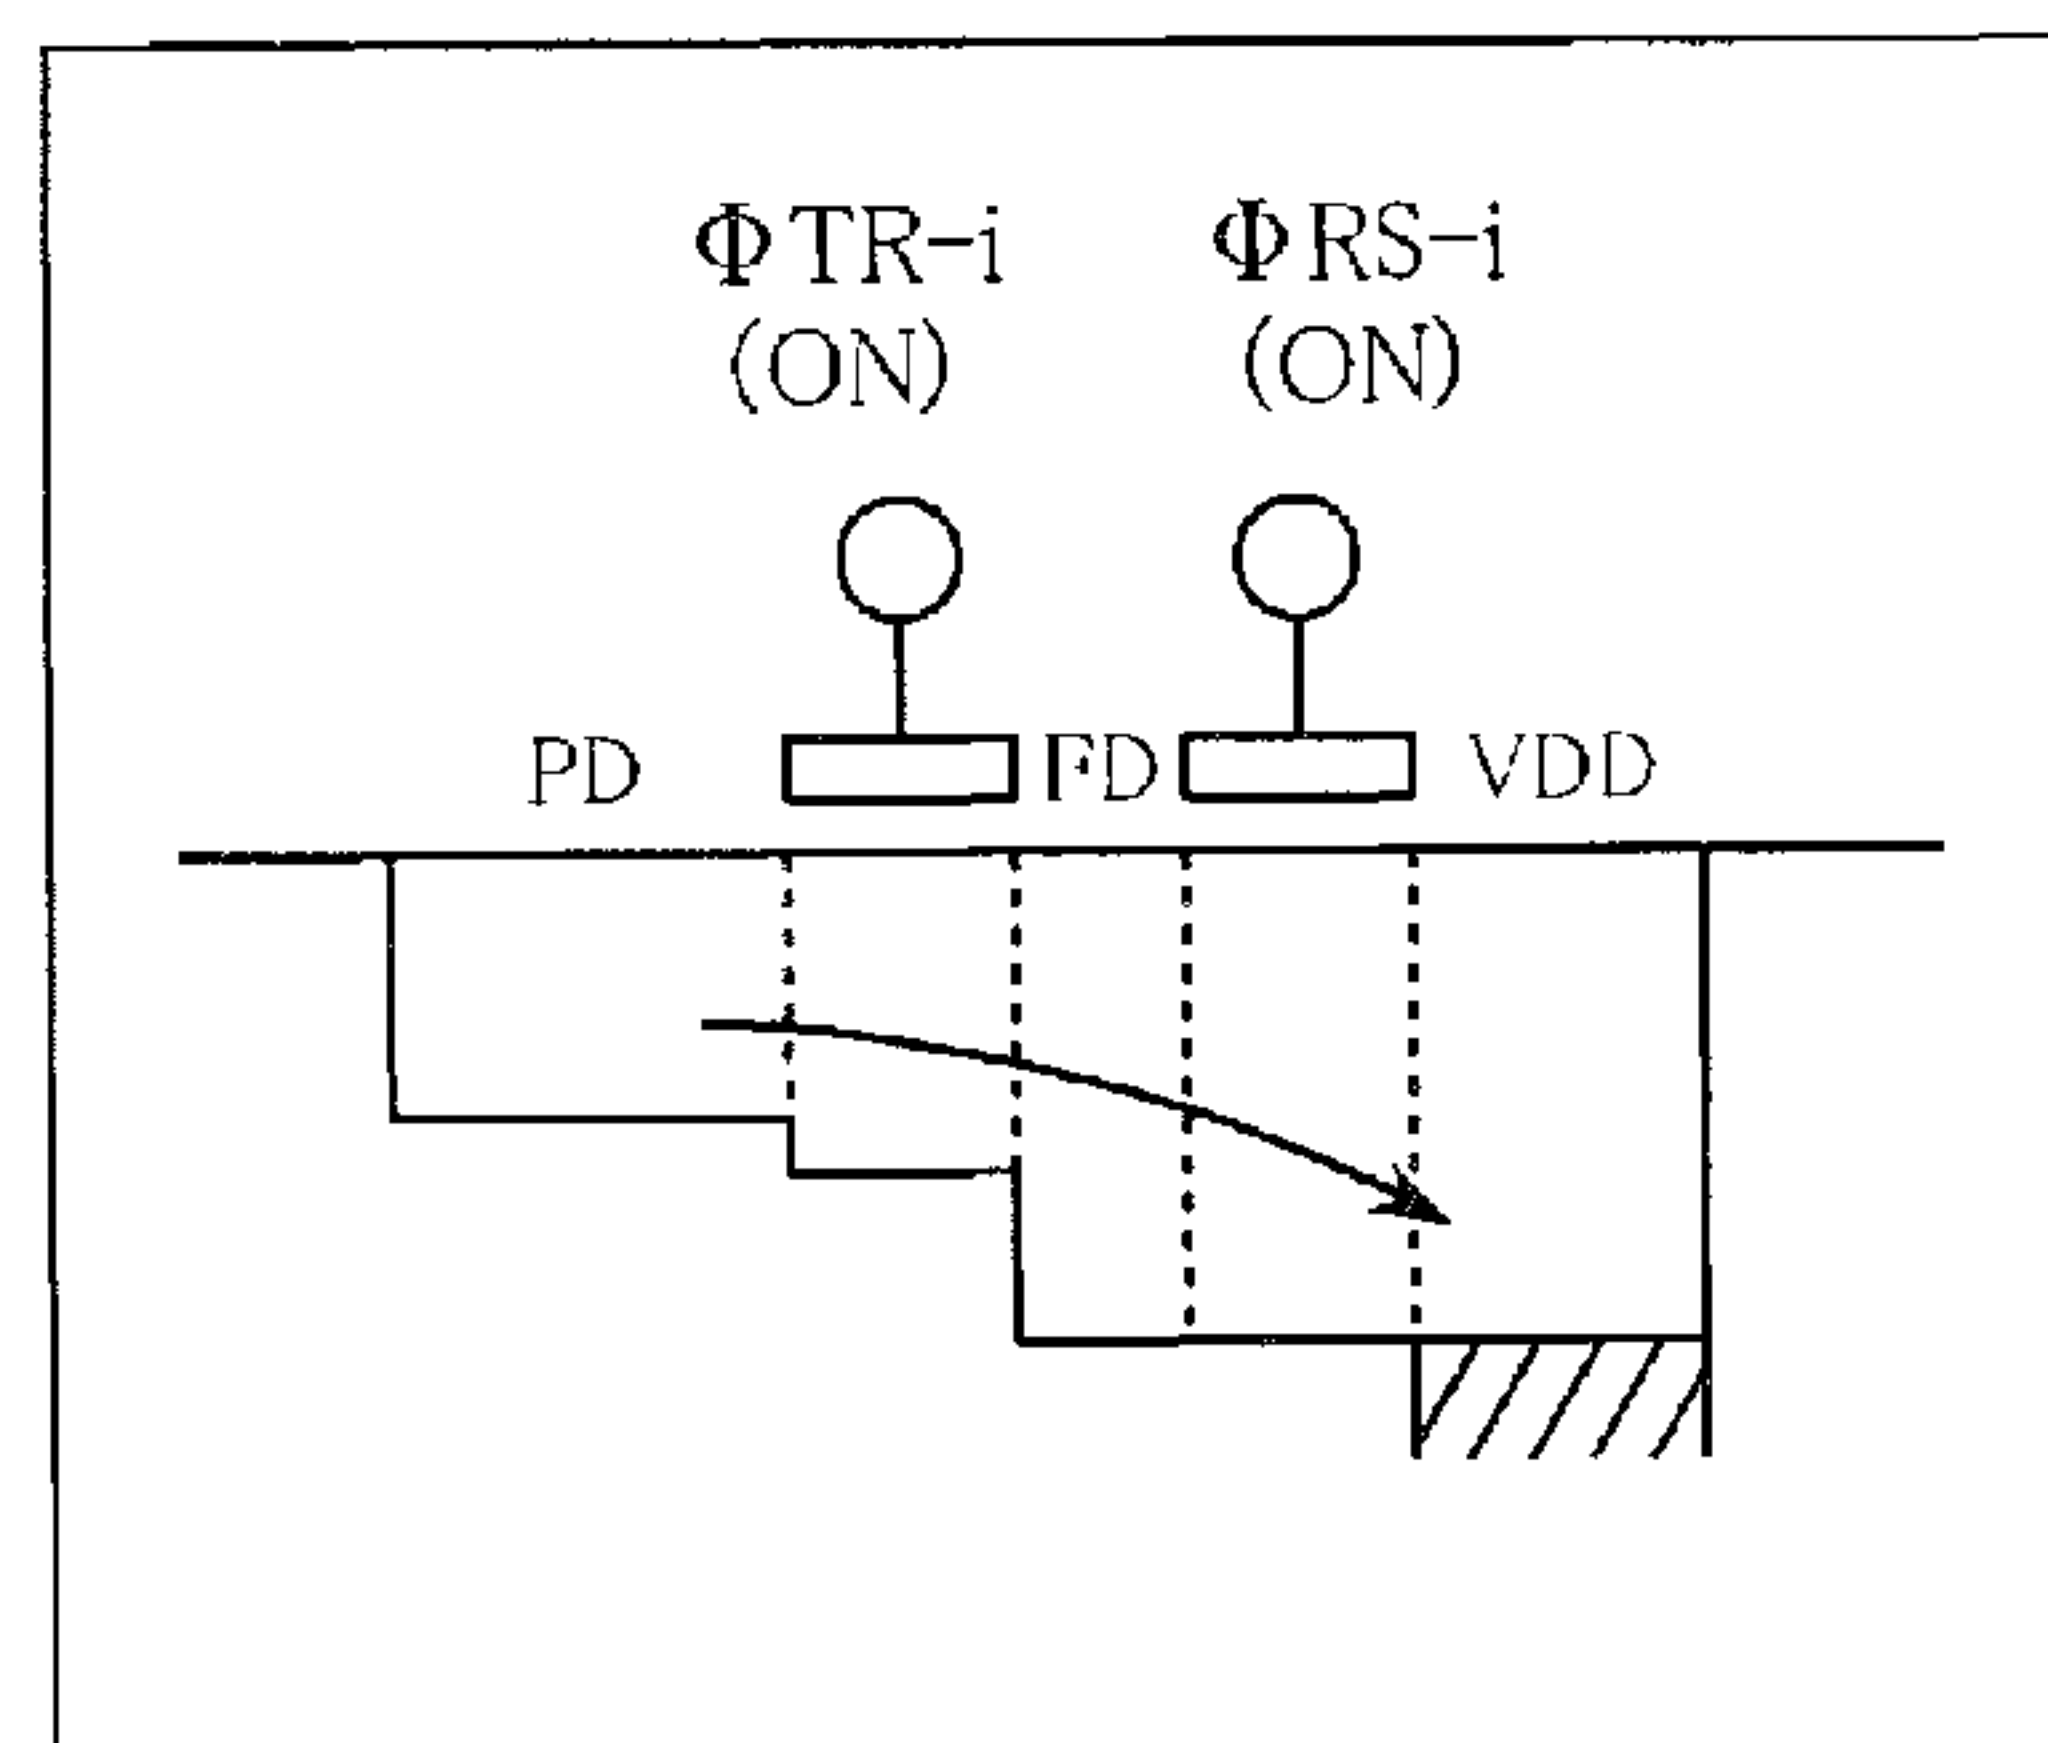 ΦTR-i ΦRS-i
(ON) (ON)
PD FD VDD